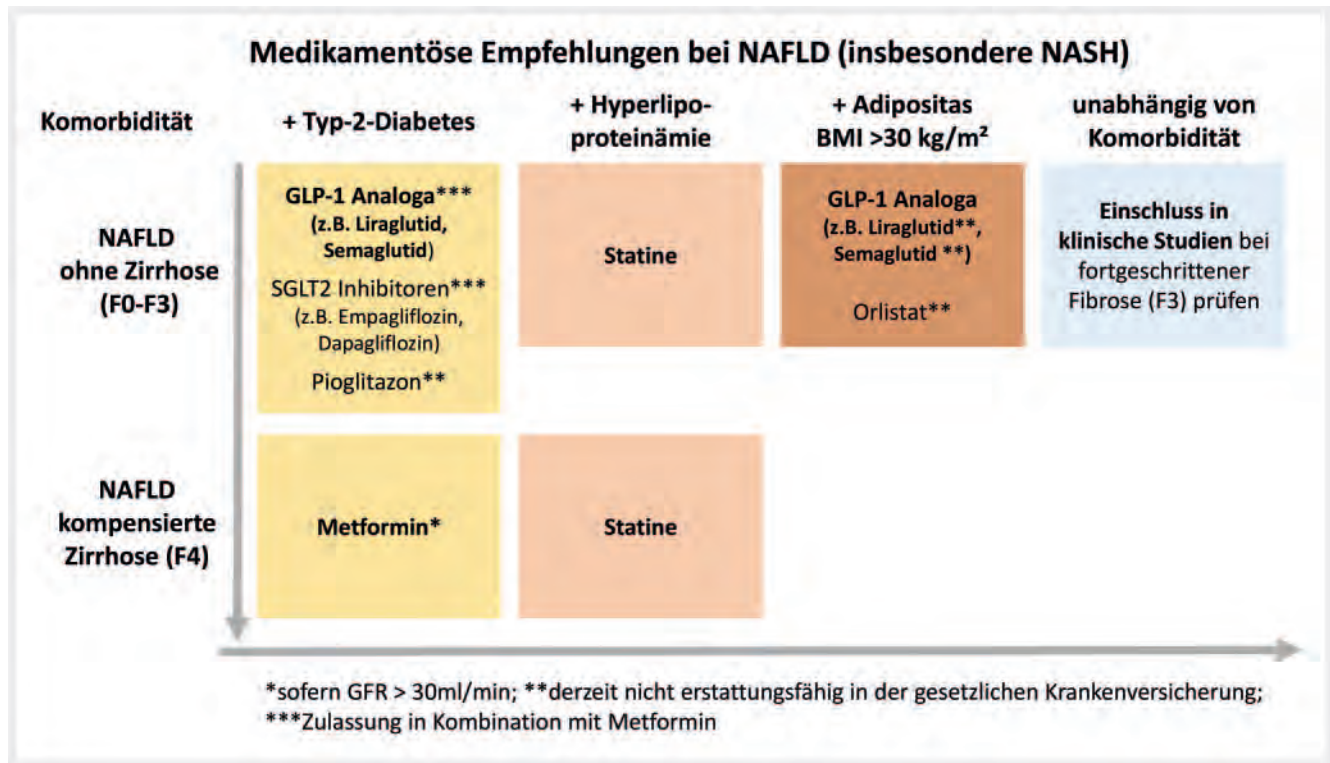 Medikamentöse Empfehlungen bei NAFLD (insbesondere NASH)
Komorbidität
+ Typ-2-Diabetes
+ Hyperlipo-
proteinämie
+ Adipositas
BMI >30 kg/m²
unabhängig von
Komorbidität
NAFLD
ohne Zirrhose
(F0-F3)
GLP-1 Analoga***
(z.B. Liraglutid,
Semaglutid)
SGLT2 Inhibitoren***
(z.B. Empagliflozin,
Dapagliflozin)
Pioglitazon**
Statine
GLP-1 Analoga
(z.B. Liraglutid**,
Semaglutid **)
Orlistat**
Einschluss in
klinische Studien bei
fortgeschrittener
Fibrose (F3) prüfen
NAFLD
kompensierte
Zirrhose (F4)
Metformin*
Statine
*sofern GFR > 30ml/min; **derzeit nicht erstattungsfähig in der gesetzlichen Krankenversicherung;
***Zulassung in Kombination mit Metformin